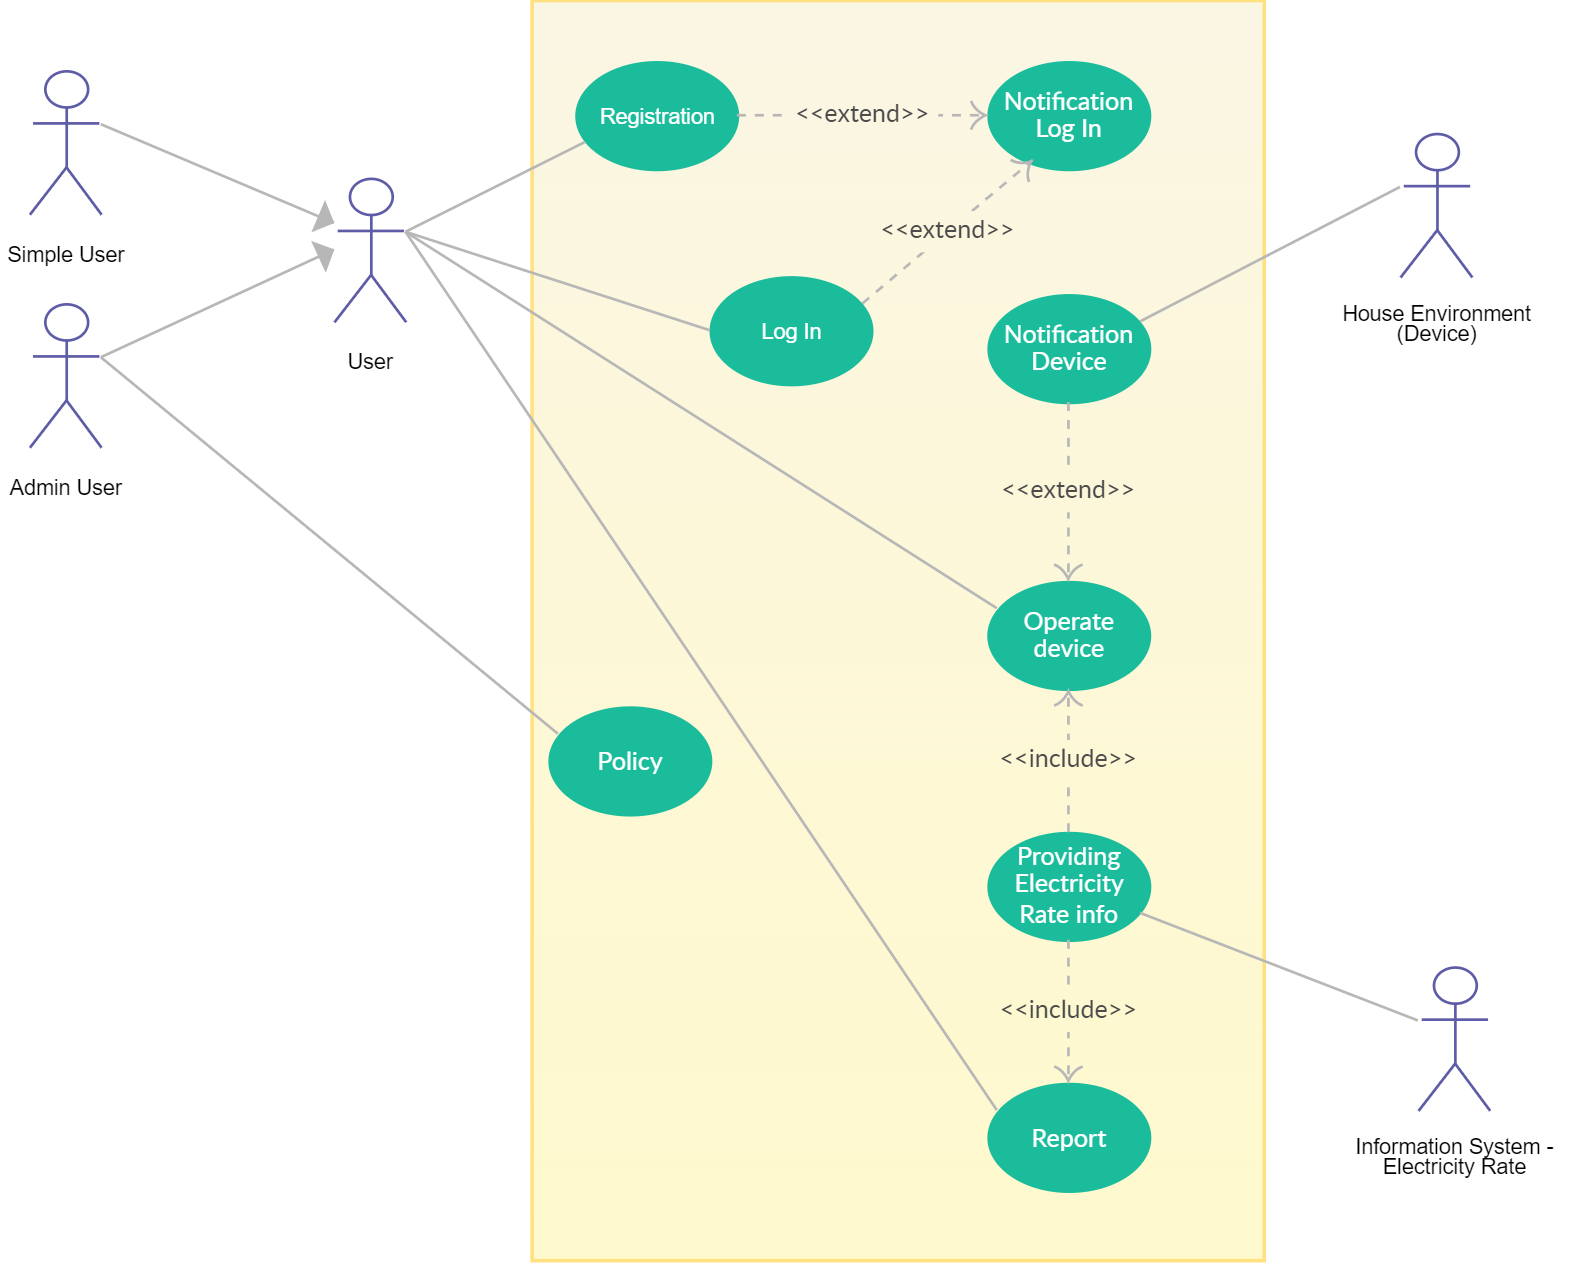 Registration
<<extend>>
Notification
Log In
Simple User
User
<<extend>>
Log In
Notification
Device
House Environment
(Device)
Admin User
<<extend>>
Operate
device
Policy
<<include>>
Providing
Electricity
Rate info
<<include>>
Report
Information System -
Electricity Rate